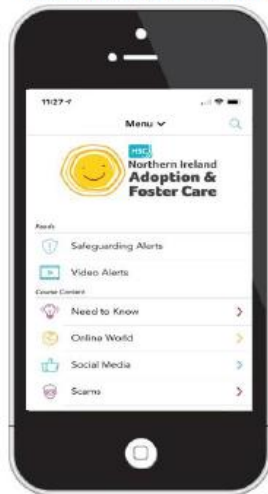 11:27
Menu
HSC
Northern Ireland
Adoption &
Foster Care
Feeds
Safeguarding Alerts
Video Alerts
Course Content
Need to Know
Online World
Social Media
Scams